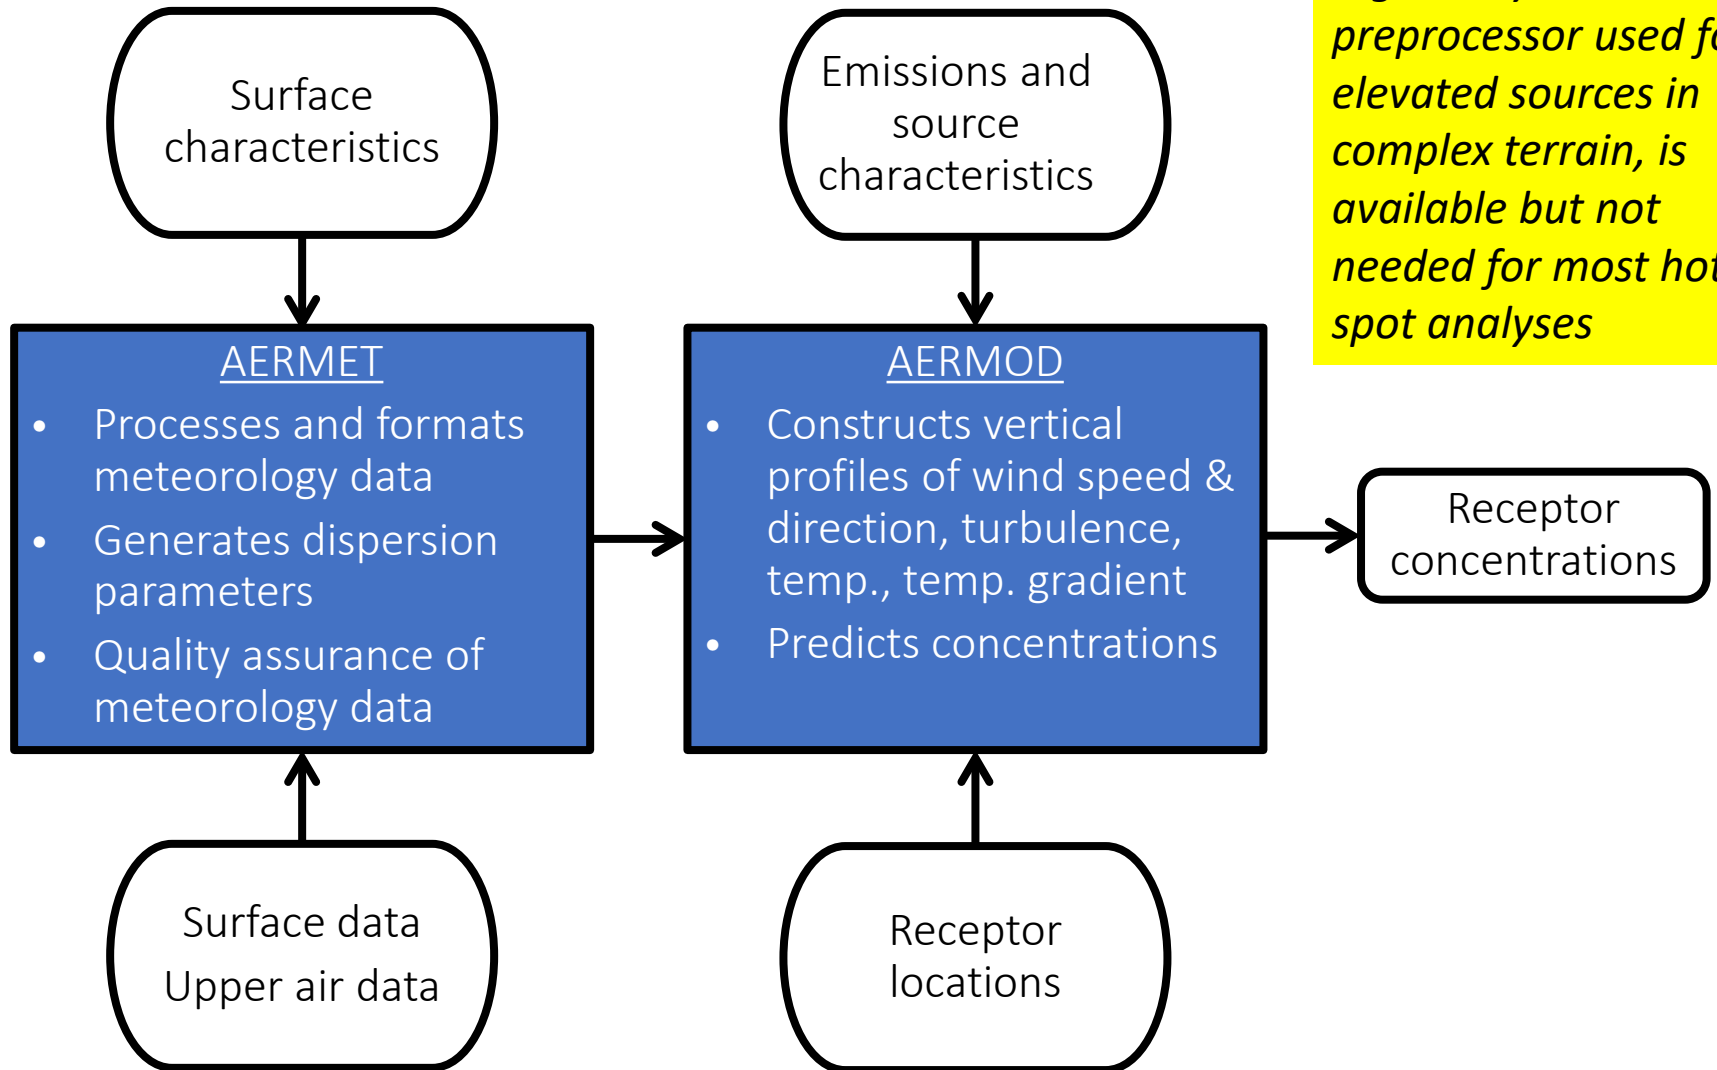 Surface
characteristics
Emissions and
source
characteristics
preprocessor used
elevated sources in
complex terrain, is
available but not
needed for most hot
spot analyses
AERMET
• Processes and formats
meteorology data
• Generates dispersion
parameters
• Quality assurance of
meteorology data
AERMOD
• Constructs vertical
profiles of wind speed &
direction, turbulence,
temp., temp. gradient
• Predicts concentrations
Receptor
concentrations
Surface data
Upper air data
Receptor
locations